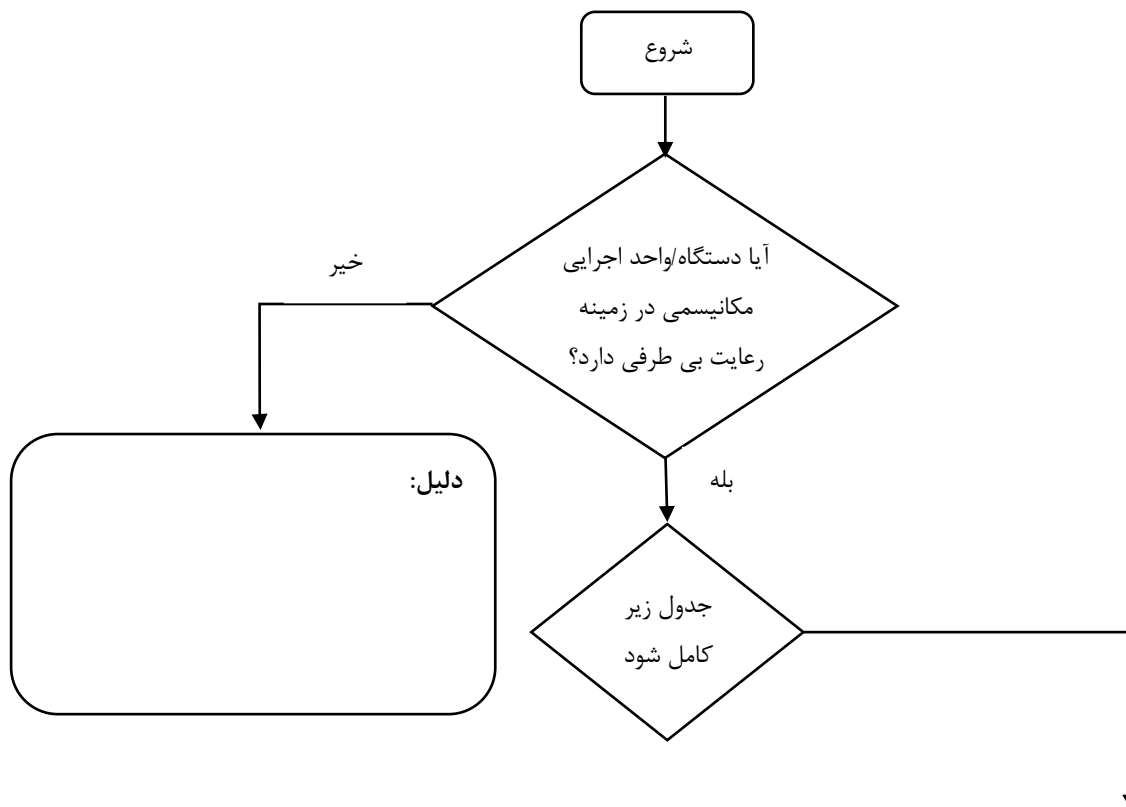 شروع
آیا دستگاه/واحد اجرایی
مکانیسمی در زمینه
رعایت بی طرفی دارد؟
خیر
بله
دلیل:
جدول زیر
کامل شود